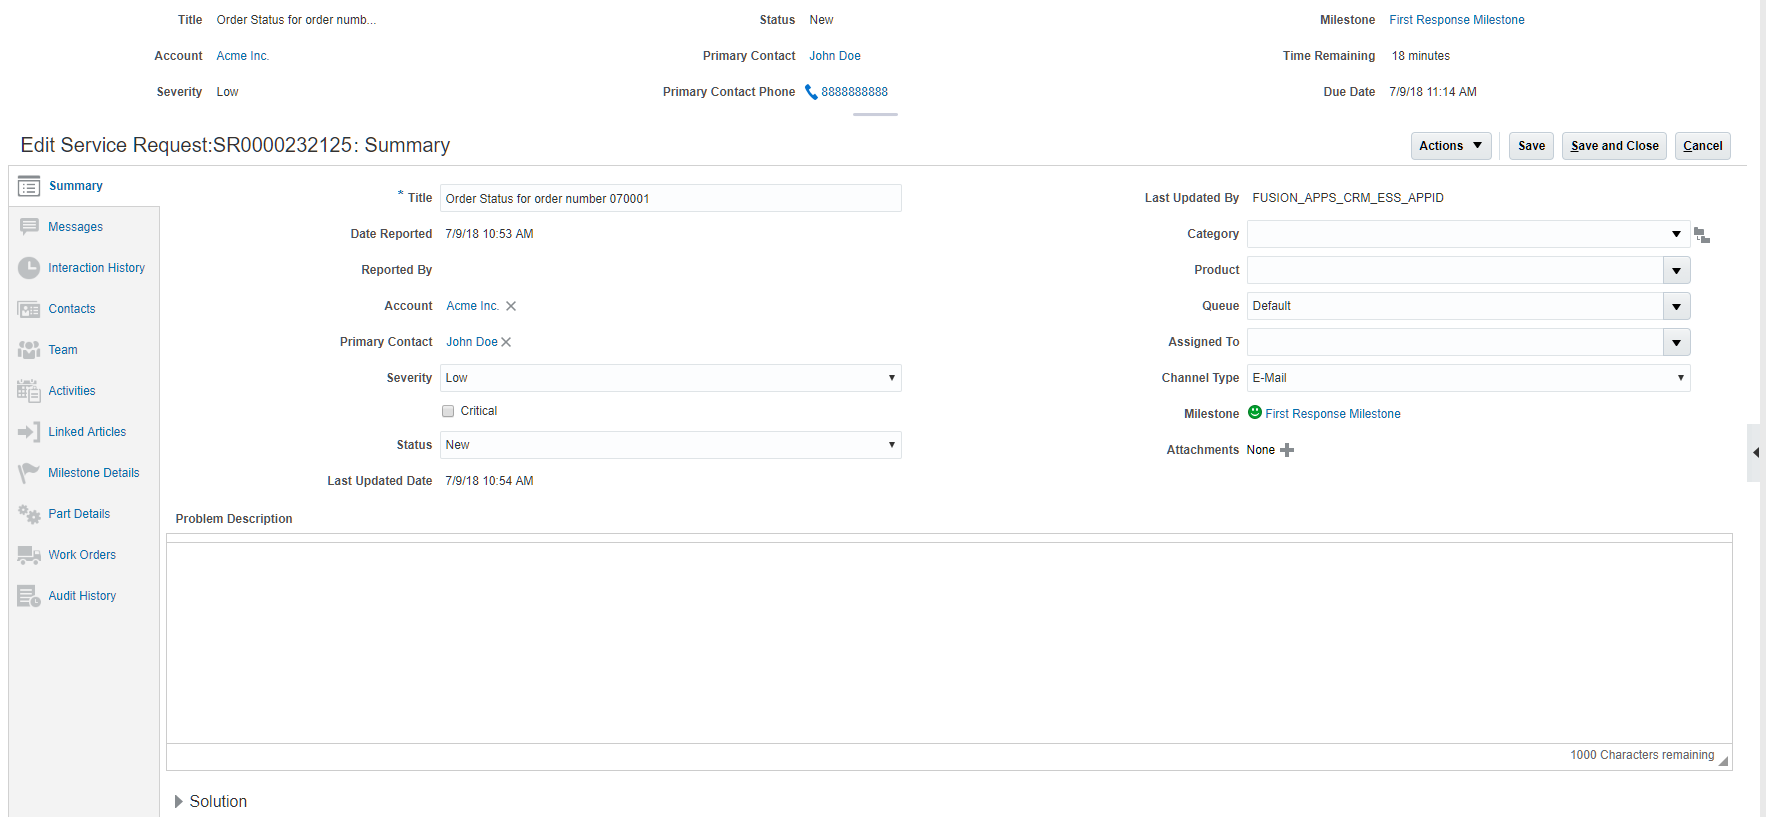 Title Order Status for order numb... Status New Milestone First Response Milestone
Account Acme Inc. Primary Contact John Doe Time Remaining 18 minutes
Severity Low Primary Contact Phone 8888888888 Due Date 7/9/18 11:14 AM
Edit Service Request:SR0000232125: Summary Actions Save Save and Close Cancel
Summary
Messages
Interaction History
Contacts
Team
Activities
Linked Articles
Milestone Details
Part Details
Work Orders
Audit History
* Title Order Status for order number 070001
Date Reported 7/9/18 10:53 AM
Reported By
Account Acme Inc.
Primary Contact John Doe
Severity Low
Critical
Status New
Last Updated Date 7/9/18 10:54 AM
Last Updated By FUSION_APPS_CRM_ESS_APPID
Category
Product
Queue Default
Assigned To
Channel Type E-Mail
Milestone First Response Milestone
Attachments None
Problem Description
1000 Characters remaining
Solution